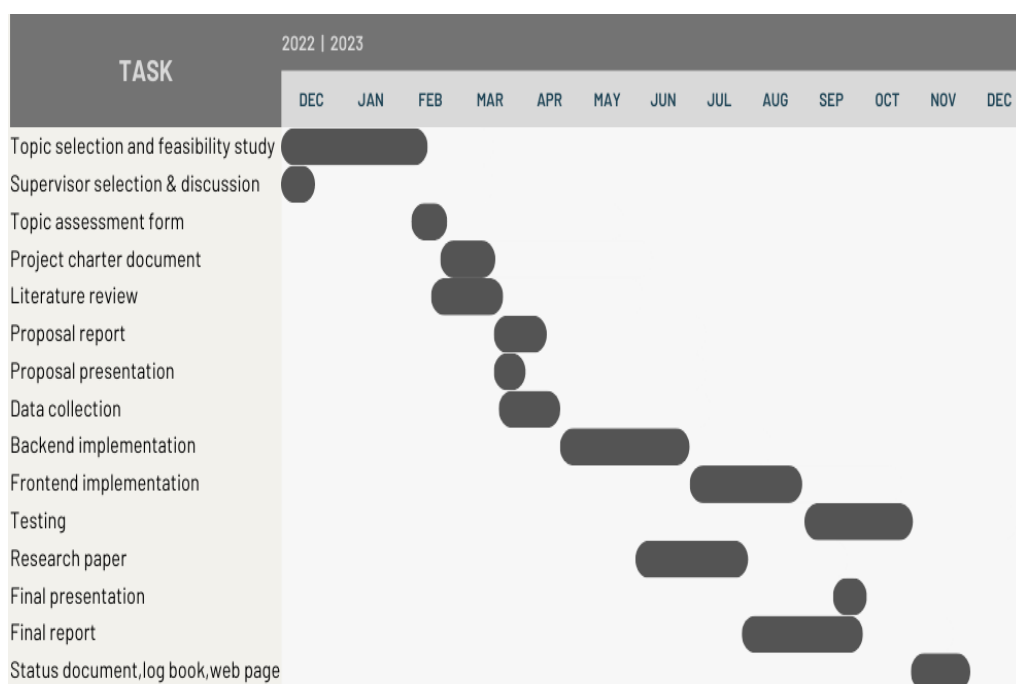 TASK
2022 | 2023
DEC JAN FEB MAR APR MAY JUN JUL AUG SEP OCT NOV DEC
Topic selection and feasibility study
Supervisor selection & discussion
Topic assessment form
Project charter document
Literature review
Proposal report
Proposal presentation
Data collection
Backend implementation
Frontend implementation
Testing
Research paper
Final presentation
Final report
Status document,log book,web page